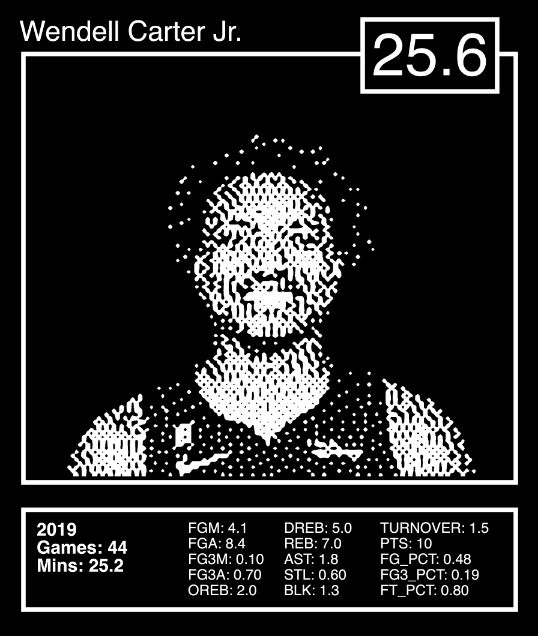 Wendell Carter Jr.
25.6
2019
Games: 44
Mins: 25.2
FGM: 4.1
FGA: 8.4
FG3M: 0.10
FG3A: 0.70
OREB: 2.0
DREB: 5.0
REB: 7.0
AST: 1.8
STL: 0.60
BLK: 1.3
TURNOVER: 1.5
PTS: 10
FG_PCT: 0.48
FG3_PCT: 0.19
FT_PCT: 0.80